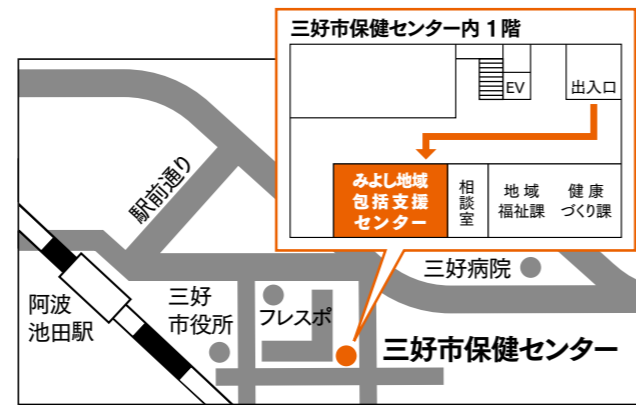 三好市保健センター内 1階
EV
出入口
みよし地域
包括支援
センター
相談室
地域
福祉課
健康
づくり課
駅前通り
三好病院
阿波
池田駅
三好
市役所
フレスポ
三好市保健センター